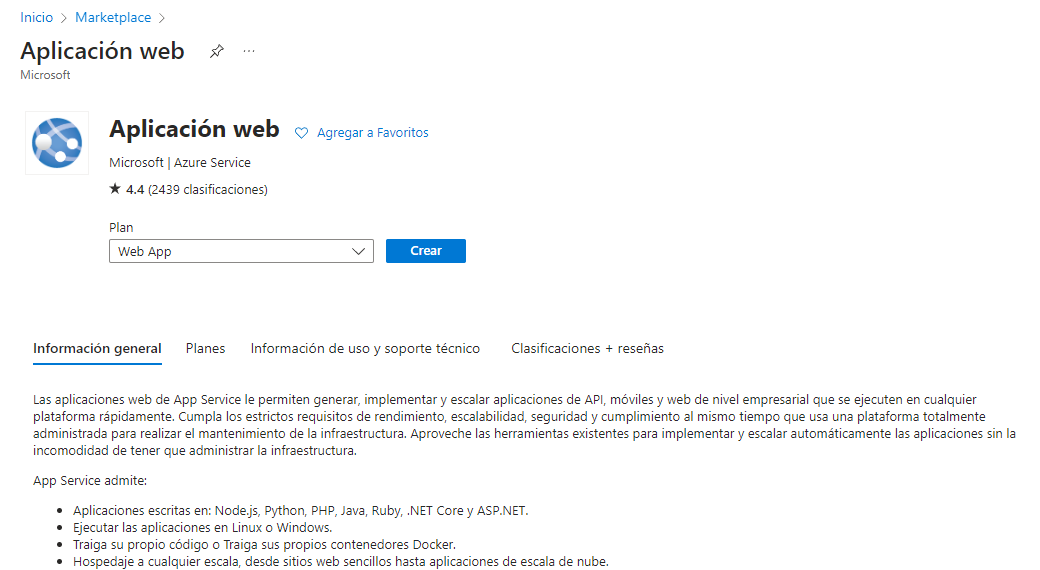 Inicio > Marketplace >
Aplicación web ...
Microsoft
Aplicación web Agregar a Favoritos
Microsoft | Azure Service
★ 4.4 (2439 clasificaciones)
Plan
Web App Crear
Información general Planes Información de uso y soporte técnico Clasificaciones + reseñas
Las aplicaciones web de App Service le permiten generar, implementar y escalar aplicaciones de API, móviles y web de nivel empresarial que se ejecuten en cualquier
plataforma rápidamente. Cumpla los estrictos requisitos de rendimiento, escalabilidad, seguridad y cumplimiento al mismo tiempo que usa una plataforma totalmente
administrada para realizar el mantenimiento de la infraestructura. Aproveche las herramientas existentes para implementar y escalar automáticamente las aplicaciones sin la
incomodidad de tener que administrar la infraestructura.
App Service admite:
• Aplicaciones escritas en: Node.js, Python, PHP, Java, Ruby, .NET Core y ASP.NET.
• Ejecutar las aplicaciones en Linux o Windows.
• Traiga su propio código o Traiga sus propios contenedores Docker.
• Hospedaje a cualquier escala, desde sitios web sencillos hasta aplicaciones de escala de nube.